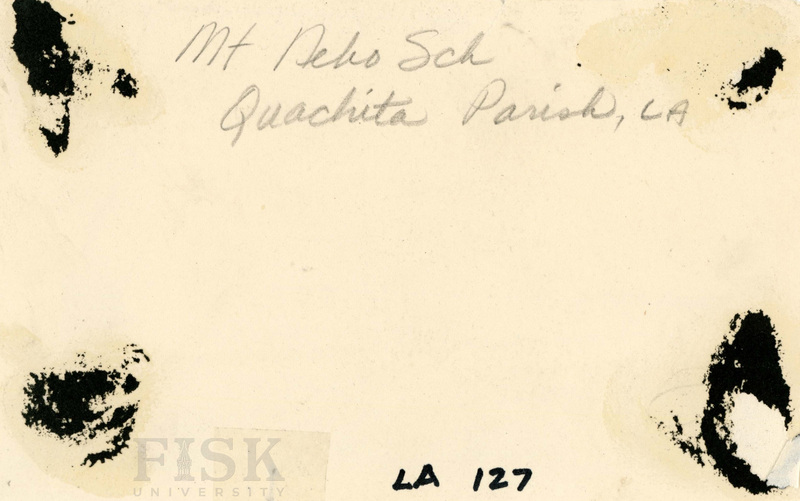 Mt Nebo Sch
Quachita Parish, LA
FISK
UNIVERSITY
LA 127